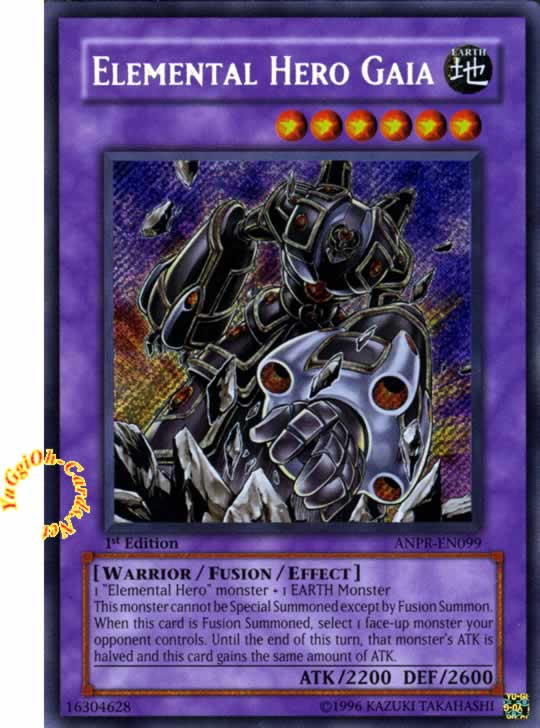 ELEMENTAL HERO GAIA
EARTH
地
YuGgiOh-Cards.Net
1st Edition
ANPR-EN099
[WARRIOR / FUSION / EFFECT]
1 "Elemental Hero" monster + 1 EARTH Monster
This monster cannot be Special Summoned except by Fusion Summon.
When this card is Fusion Summoned, select 1 face-up monster your
opponent controls. Until the end of this turn, that monster's ATK is
halved and this card gains the same amount of ATK.
ATK/2200 DEF/2600
16304628
©1996 KAZUKI TAKAHASHI